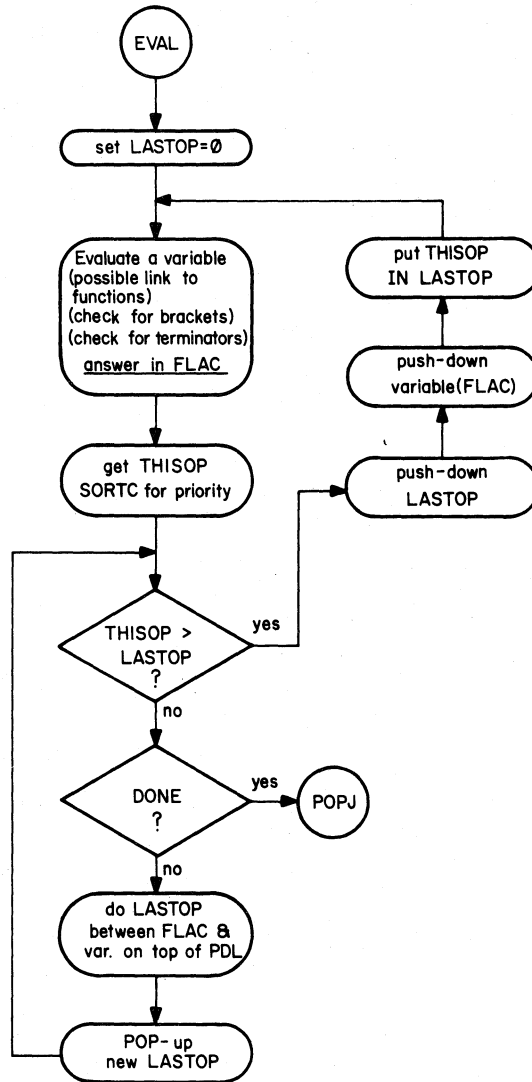 EVAL
set LASTOP=Ø
Evaluate a variable
(possible link to
functions)
(check for brackets)
(check for terminators)
answer in FLAC
put THISOP
IN LASTOP
push-down
variable(FLAC)
get THISOP
SORTC for priority
push-down
LASTOP
THISOP >
LASTOP
?
yes
no
DONE
?
yes
POPJ
no
do LASTOP
between FLAC &
var. on top of PDL
POP-up
new LASTOP